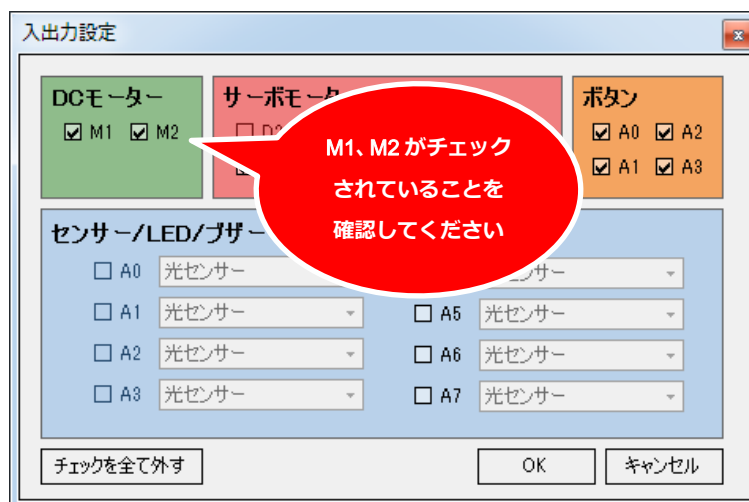 入出力設定
DCモーター
サーボモータ
ボタン
M1 M2
A0 A2
A1 A3
M1、M2がチェック
されていることを
確認してください
センサー/LED/ブザー
A0 光センサー
センサー
A1 光センサー
A5 光センサー
A2 光センサー
A6 光センサー
A3 光センサー
A7 光センサー
チェックを全て外す
OK
キャンセル